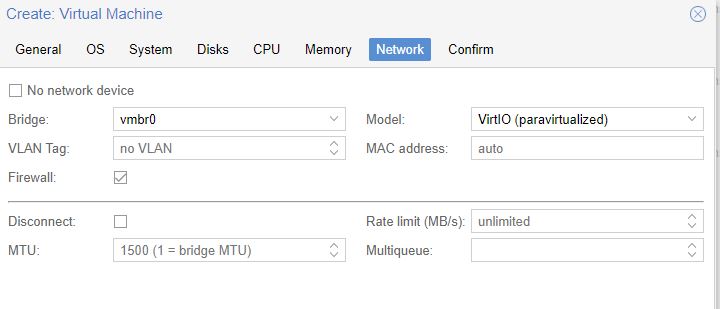 Create: Virtual Machine
General OS System Disks CPU Memory Network Confirm
No network device
Bridge: vmbr0 Model: VirtIO (paravirtualized)
VLAN Tag: no VLAN MAC address: auto
Firewall:
Disconnect: Rate limit (MB/s): unlimited
MTU: 1500 (1 = bridge MTU) Multiqueue: